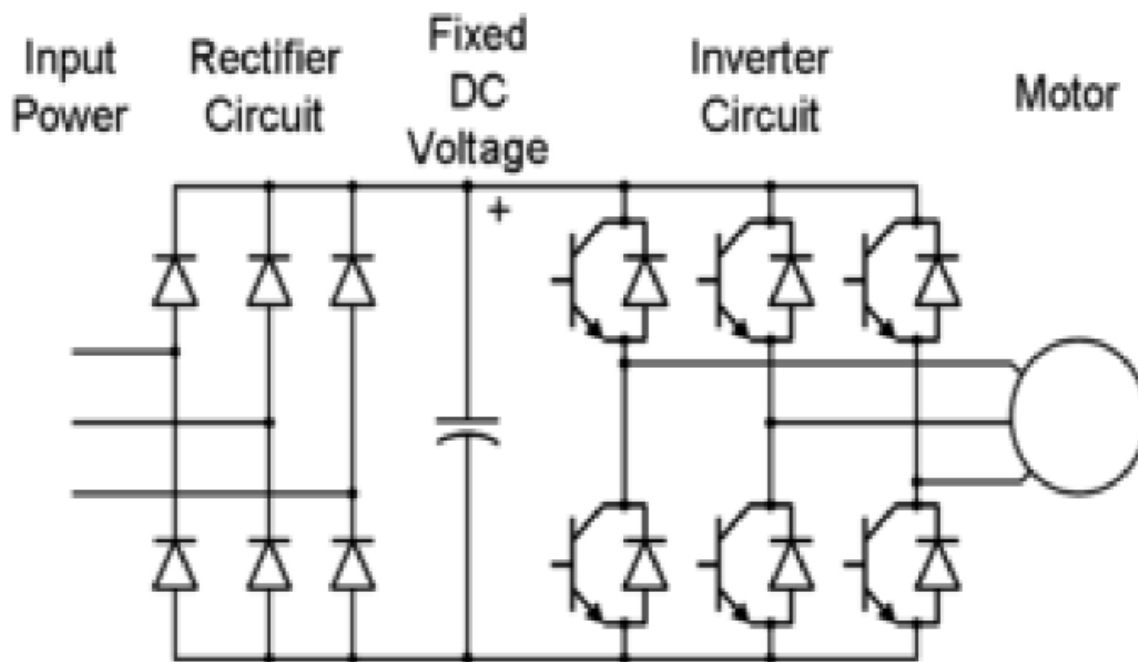 Input
Power
Rectifier
Circuit
Fixed
DC
Voltage
+
Inverter
Circuit
Motor